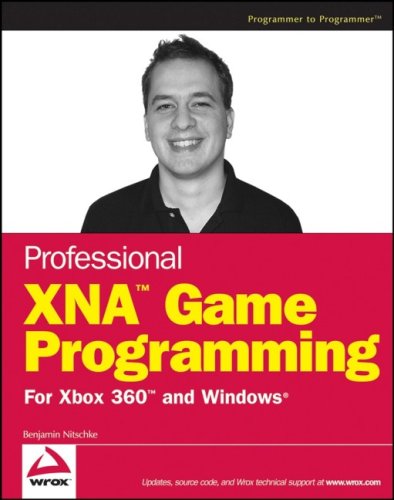 Programmer to Programmer™
Professional
XNA™ Game
Programming
For Xbox 360™ and Windows®
Benjamin Nitschke
wrox™
Updates, source code, and Wrox technical support at www.wrox.com